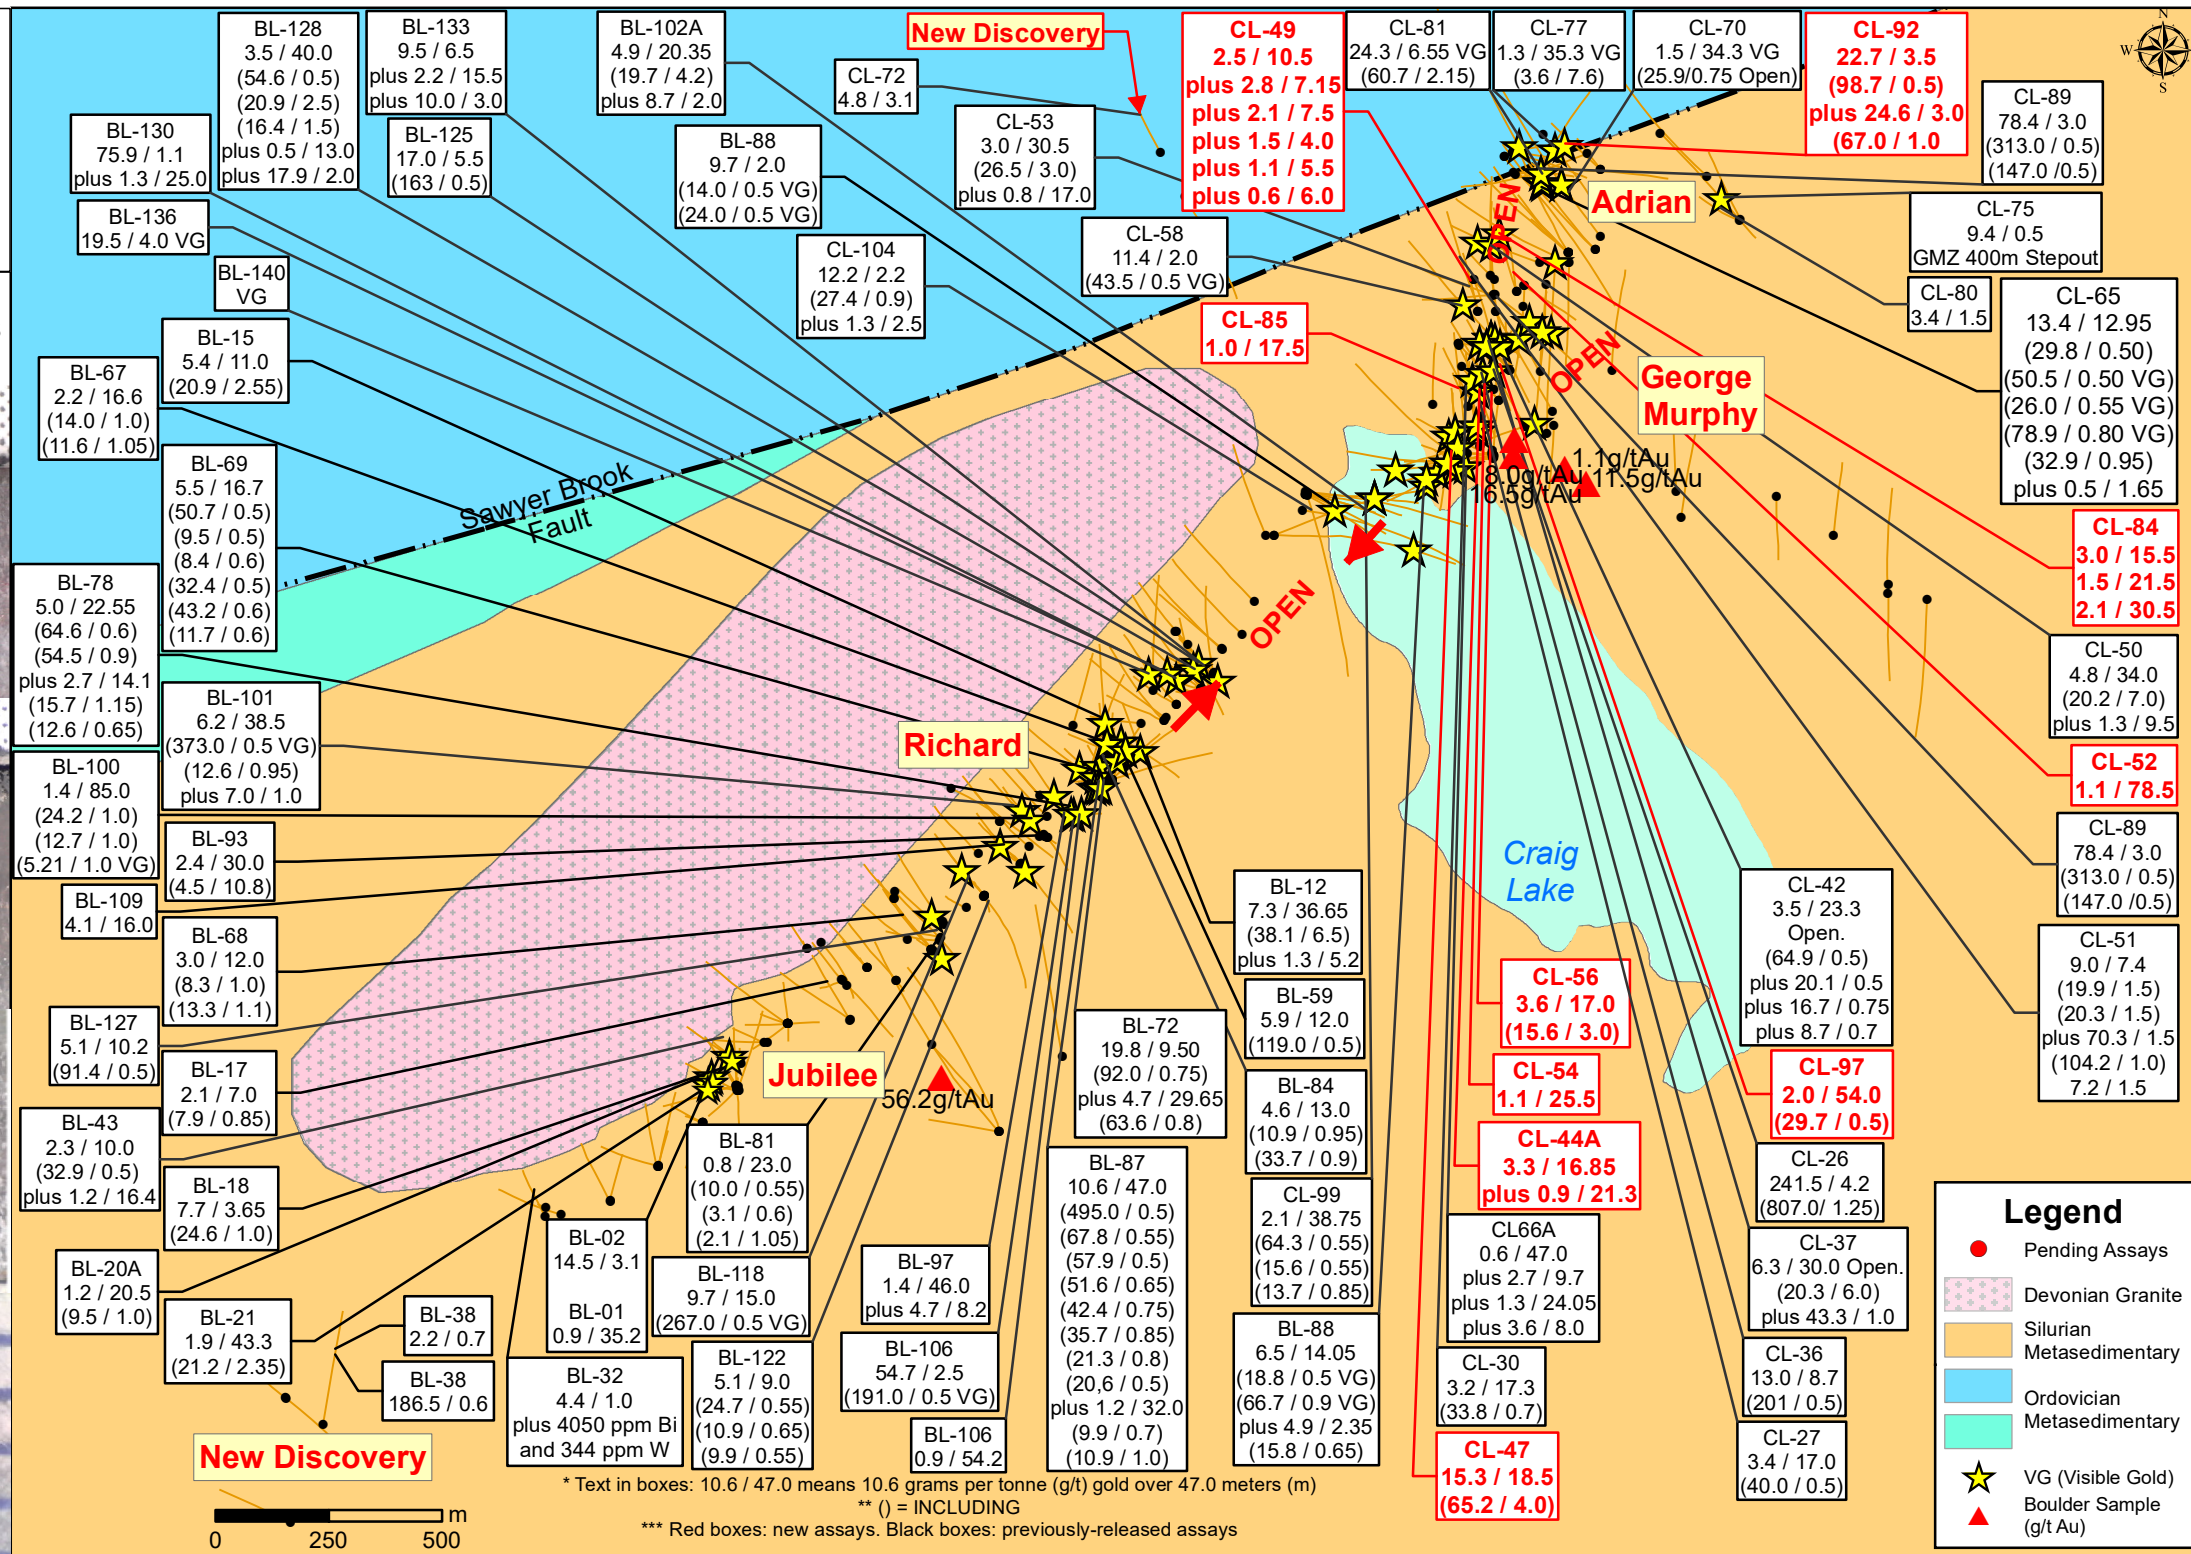 BL-128
3.5 / 40.0
(54.6 / 0.5)
(20.9 / 2.5)
(16.4 / 1.5)
plus 0.5 / 13.0
plus 17.9 / 2.0
BL-133
9.5 / 6.5
plus 2.2 / 15.5
plus 10.0 / 3.0
BL-102A
4.9 / 20.35
(19.7 / 4.2)
plus 8.7 / 2.0
New Discovery
CL-49
2.5 / 10.5
plus 2.8 / 7.15
plus 2.1 / 7.5
plus 1.5 / 4.0
plus 1.1 / 5.5
plus 0.6 / 6.0
CL-81
24.3 / 6.55 VG
(60.7 / 2.15)
CL-77
1.3 / 35.3 VG
(3.6 / 7.6)
CL-70
1.5 / 34.3 VG
(25.9/0.75 Open)
CL-92
22.7 / 3.5
(98.7 / 0.5)
plus 24.6 / 3.0
(67.0 / 1.0
N
W
E
S
CL-72
4.8 / 3.1
CL-89
78.4 / 3.0
(313.0 / 0.5)
(147.0 /0.5)
BL-130
75.9 / 1.1
plus 1.3 / 25.0
BL-125
17.0 / 5.5
(163 / 0.5)
BL-88
9.7 / 2.0
(14.0 / 0.5 VG)
(24.0 / 0.5 VG)
CL-53
3.0 / 30.5
(26.5 / 3.0)
plus 0.8 / 17.0
Adrian
CL-75
9.4 / 0.5
GMZ 400m Stepout
BL-136
19.5 / 4.0 VG
CL-104
12.2 / 2.2
(27.4 / 0.9)
plus 1.3 / 2.5
CL-58
11.4 / 2.0
(43.5 / 0.5 VG)
OPEN
BL-140
VG
CL-80
3.4 / 1.5
CL-65
13.4 / 12.95
(29.8 / 0.50)
(50.5 / 0.50 VG)
(26.0 / 0.55 VG)
(78.9 / 0.80 VG)
(32.9 / 0.95)
plus 0.5 / 1.65
BL-15
5.4 / 11.0
(20.9 / 2.55)
CL-85
1.0 / 17.5
OPEN
George
Murphy
BL-67
2.2 / 16.6
(14.0 / 1.0)
(11.6 / 1.05)
BL-69
5.5 / 16.7
(50.7 / 0.5)
(9.5 / 0.5)
(8.4 / 0.6)
(32.4 / 0.5)
(43.2 / 0.6)
(11.7 / 0.6)
Sawyer Brook
Fault
1.1g/tAu
8.0g/tAu
11.5g/tAu
16.5g/tAu
CL-84
3.0 / 15.5
1.5 / 21.5
2.1 / 30.5
BL-78
5.0 / 22.55
(64.6 / 0.6)
(54.5 / 0.9)
plus 2.7 / 14.1
(15.7 / 1.15)
(12.6 / 0.65)
OPEN
CL-50
4.8 / 34.0
(20.2 / 7.0)
plus 1.3 / 9.5
BL-101
6.2 / 38.5
(373.0 / 0.5 VG)
(12.6 / 0.95)
plus 7.0 / 1.0
Richard
CL-52
1.1 / 78.5
BL-100
1.4 / 85.0
(24.2 / 1.0)
(12.7 / 1.0)
(5.21 / 1.0 VG)
BL-93
2.4 / 30.0
(4.5 / 10.8)
Craig
Lake
CL-89
78.4 / 3.0
(313.0 / 0.5)
(147.0 /0.5)
BL-109
4.1 / 16.0
BL-12
7.3 / 36.65
(38.1 / 6.5)
plus 1.3 / 5.2
CL-42
3.5 / 23.3
Open.
(64.9 / 0.5)
plus 20.1 / 0.5
plus 16.7 / 0.75
plus 8.7 / 0.7
BL-68
3.0 / 12.0
(8.3 / 1.0)
(13.3 / 1.1)
CL-51
9.0 / 7.4
(19.9 / 1.5)
(20.3 / 1.5)
plus 70.3 / 1.5
(104.2 / 1.0)
7.2 / 1.5
CL-56
3.6 / 17.0
(15.6 / 3.0)
BL-59
5.9 / 12.0
(119.0 / 0.5)
BL-127
5.1 / 10.2
(91.4 / 0.5)
BL-72
19.8 / 9.50
(92.0 / 0.75)
plus 4.7 / 29.65
(63.6 / 0.8)
BL-17
2.1 / 7.0
(7.9 / 0.85)
Jubilee
56.2g/tAu
CL-54
1.1 / 25.5
CL-97
2.0 / 54.0
(29.7 / 0.5)
BL-84
4.6 / 13.0
(10.9 / 0.95)
(33.7 / 0.9)
BL-43
2.3 / 10.0
(32.9 / 0.5)
plus 1.2 / 16.4
BL-81
0.8 / 23.0
(10.0 / 0.55)
(3.1 / 0.6)
(2.1 / 1.05)
CL-44A
3.3 / 16.85
plus 0.9 / 21.3
BL-87
10.6 / 47.0
(495.0 / 0.5)
(67.8 / 0.55)
(57.9 / 0.5)
(51.6 / 0.65)
(42.4 / 0.75)
(35.7 / 0.85)
(21.3 / 0.8)
(20,6 / 0.5)
plus 1.2 / 32.0
(9.9 / 0.7)
(10.9 / 1.0)
CL-26
241.5 / 4.2
(807.0/ 1.25)
BL-18
7.7 / 3.65
(24.6 / 1.0)
CL-99
2.1 / 38.75
(64.3 / 0.55)
(15.6 / 0.55)
(13.7 / 0.85)
BL-02
14.5 / 3.1
BL-01
0.9 / 35.2
CL66A
0.6 / 47.0
plus 2.7 / 9.7
plus 1.3 / 24.05
plus 3.6 / 8.0
CL-37
6.3 / 30.0 Open.
(20.3 / 6.0)
plus 43.3 / 1.0
BL-20A
1.2 / 20.5
(9.5 / 1.0)
BL-118
9.7 / 15.0
(267.0 / 0.5 VG)
BL-97
1.4 / 46.0
plus 4.7 / 8.2
BL-21
1.9 / 43.3
(21.2 / 2.35)
BL-38
2.2 / 0.7
BL-88
6.5 / 14.05
(18.8 / 0.5 VG)
(66.7 / 0.9 VG)
plus 4.9 / 2.35
(15.8 / 0.65)
BL-38
186.5 / 0.6
BL-32
4.4 / 1.0
plus 4050 ppm Bi
and 344 ppm W
BL-122
5.1 / 9.0
(24.7 / 0.55)
(10.9 / 0.65)
(9.9 / 0.55)
BL-106
54.7 / 2.5
(191.0 / 0.5 VG)
CL-30
3.2 / 17.3
(33.8 / 0.7)
CL-36
13.0 / 8.7
(201 / 0.5)
BL-106
0.9 / 54.2
CL-27
3.4 / 17.0
(40.0 / 0.5)
CL-47
15.3 / 18.5
(65.2 / 4.0)
New Discovery
Legend
Pending Assays
Devonian Granite
Silurian
Metasedimentary
Ordovician
Metasedimentary
VG (Visible Gold)
Boulder Sample
(g/t Au)
* Text in boxes: 10.6 / 47.0 means 10.6 grams per tonne (g/t) gold over 47.0 meters (m)
** () = INCLUDING
*** Red boxes: new assays. Black boxes: previously-released assays
m
0 250 500